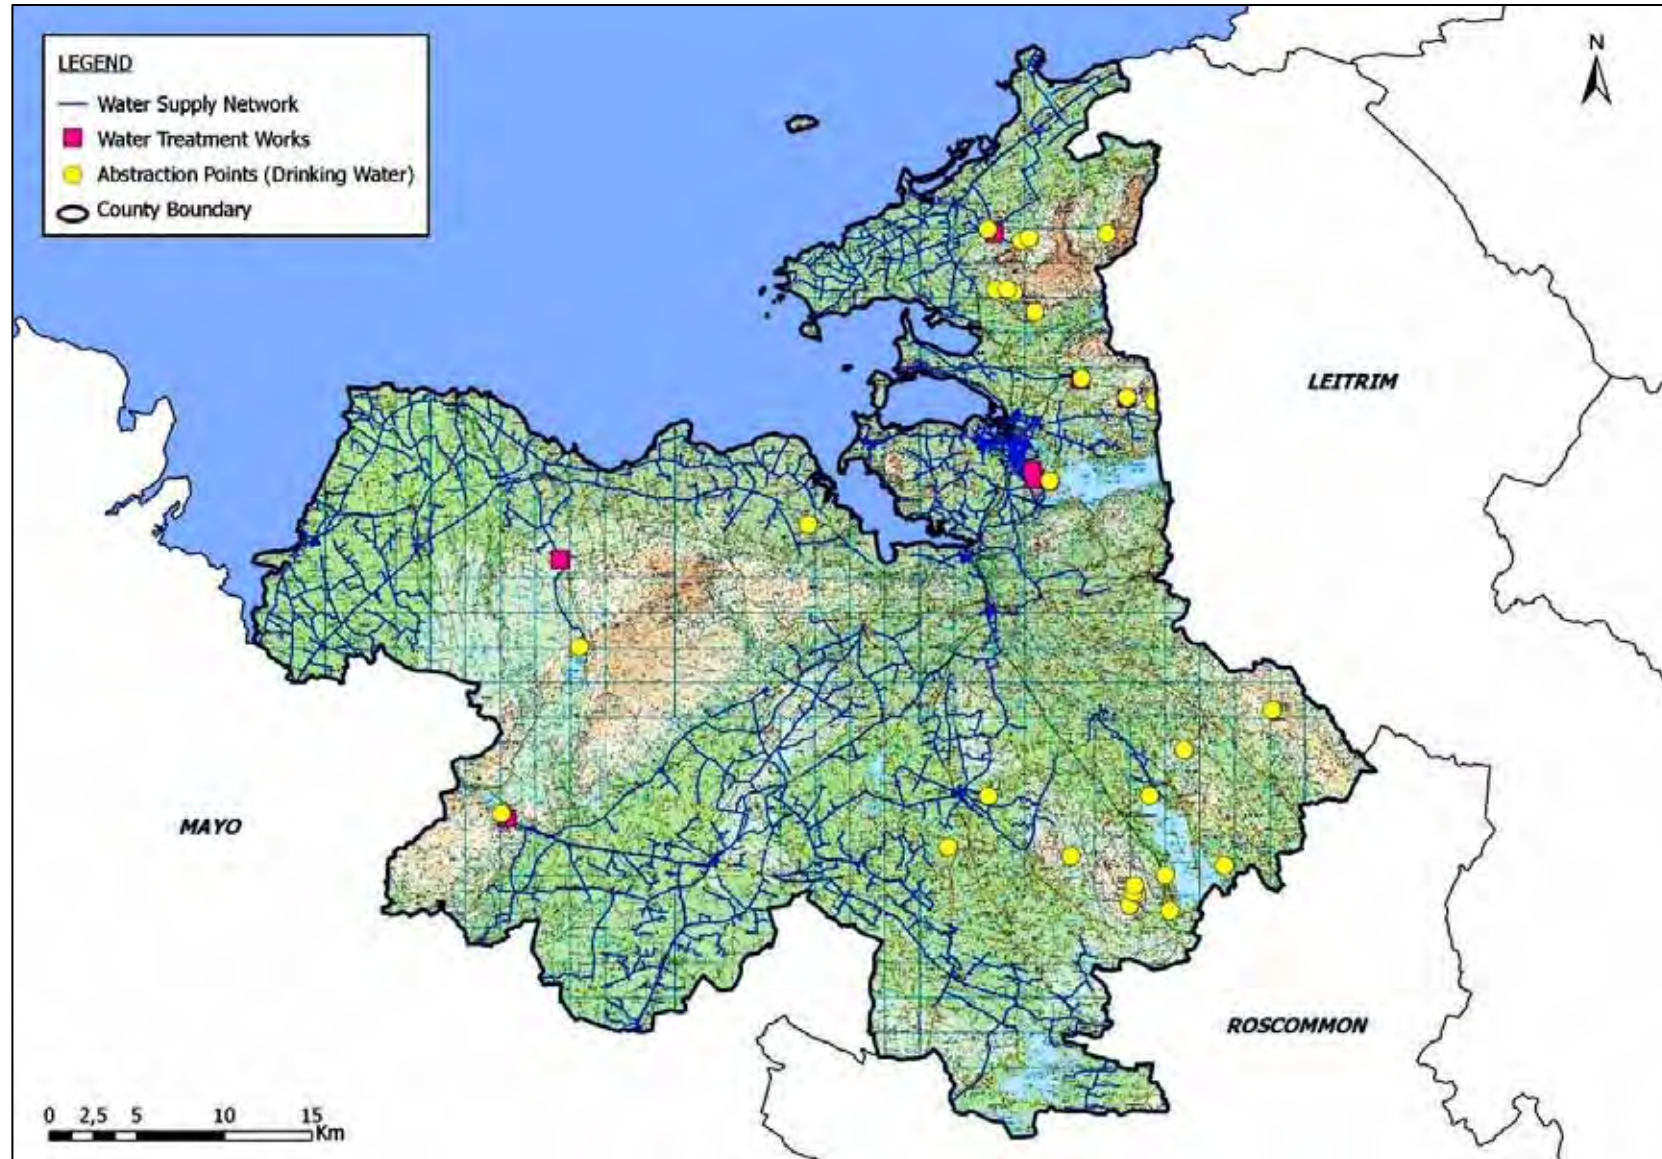 LEGEND
Water Supply Network
Water Treatment Works
Abstraction Points (Drinking Water)
County Boundary
N
LEITRIM
MAYO
ROSCOMMON
0 2,5 5 10 15
Km